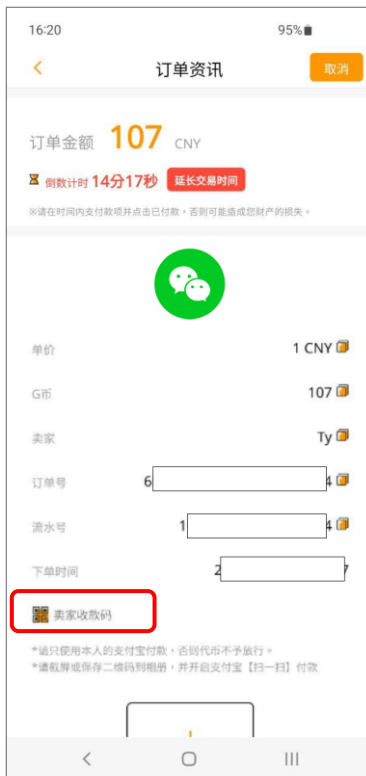 16:20 95%
订单资讯 取消
订单金额 107 CNY
倒数计时 14分17秒 延长交易时间
※请在时间内支付款项并点击已付款，否则可能造成您财产的损失。
单价 1 CNY
G币 107
卖家 Ty
订单号 6 4
流水号 1 4
下单时间 2 7
卖家收款码
*请只使用本人的支付宝付款，否则代币不予放行。
*请截屏或保存二维码到相册，并开启支付宝【扫一扫】付款